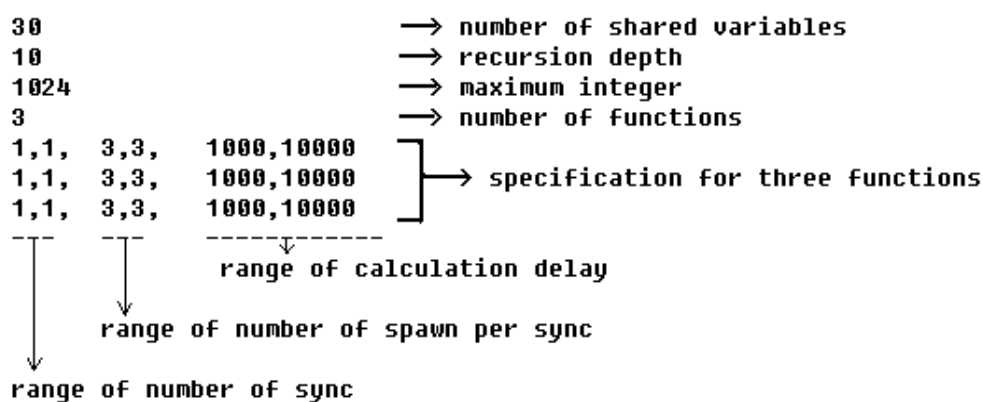 30 number of shared variables
10 recursion depth
1024 maximum integer
3 number of functions
1,1, 3,3, 1000,10000
1,1, 3,3, 1000,10000 specification for three functions
1,1, 3,3, 1000,10000
range of calculation delay
range of number of spawn per sync
range of number of sync